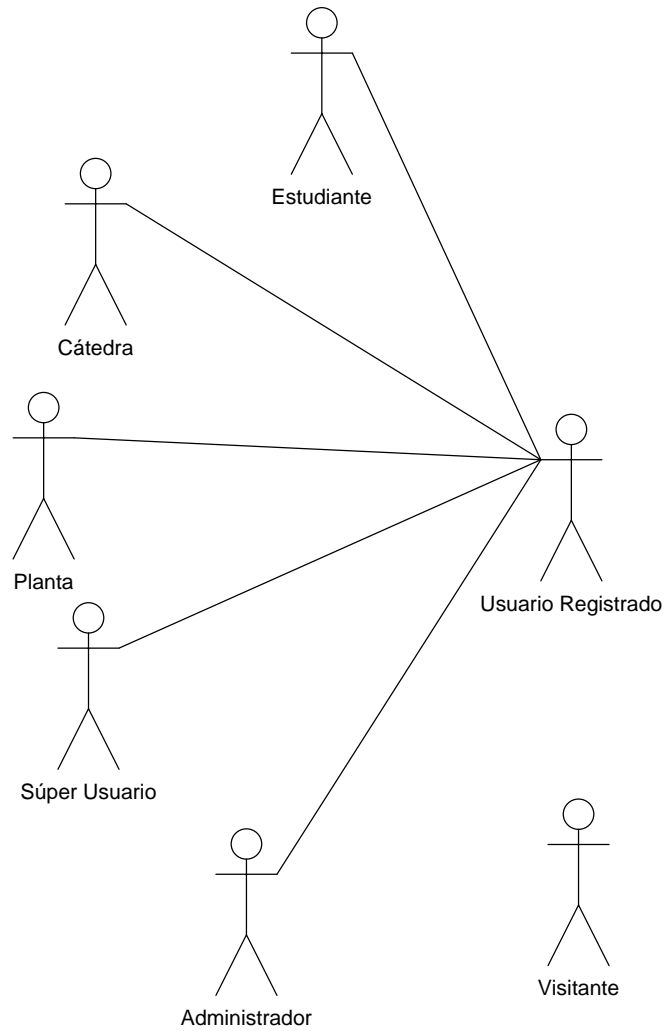 Estudiante
Cátedra
Planta
Usuario Registrado
Súper Usuario
Visitante
Administrador